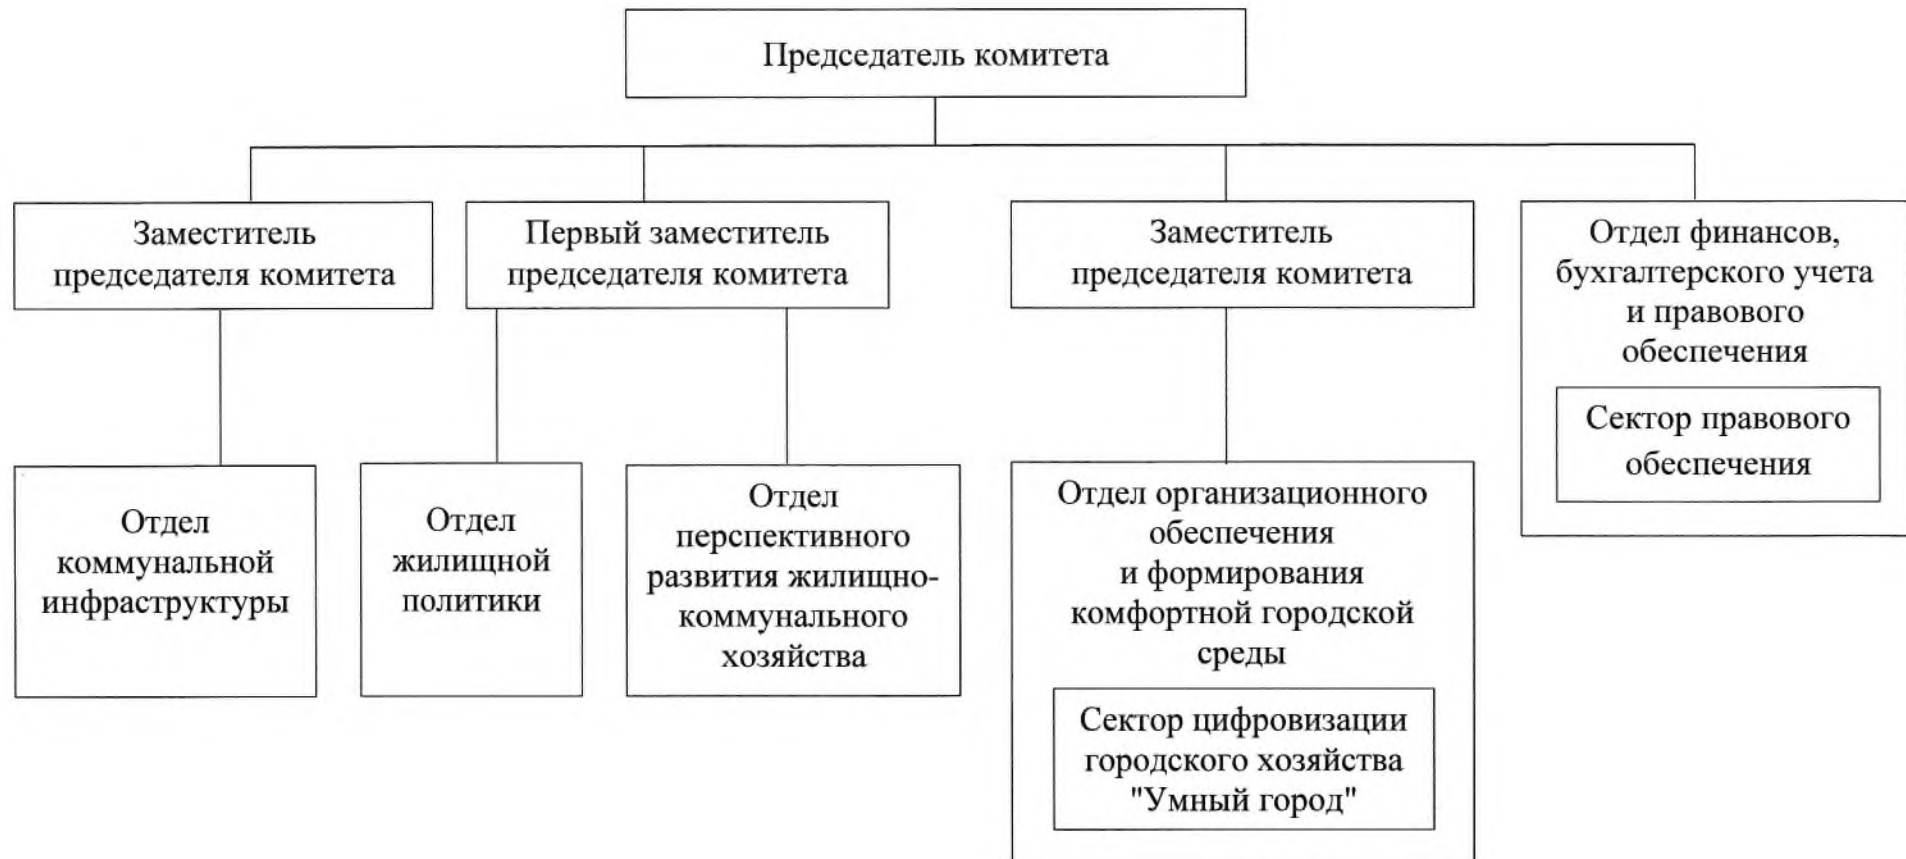 Председатель комитета
Заместитель
председателя комитета
Первый заместитель
председателя комитета
Заместитель
председателя комитета
Отдел финансов,
бухгалтерского учета
и правового
обеспечения
Сектор правового
обеспечения
Отдел
коммунальной
инфраструктуры
Отдел
жилищной
политики
Отдел
перспективного
развития жилищно-
коммунального
хозяйства
Отдел организационного
обеспечения
и формирования
комфортной городской
среды
Сектор цифровизации
городского хозяйства
"Умный город"